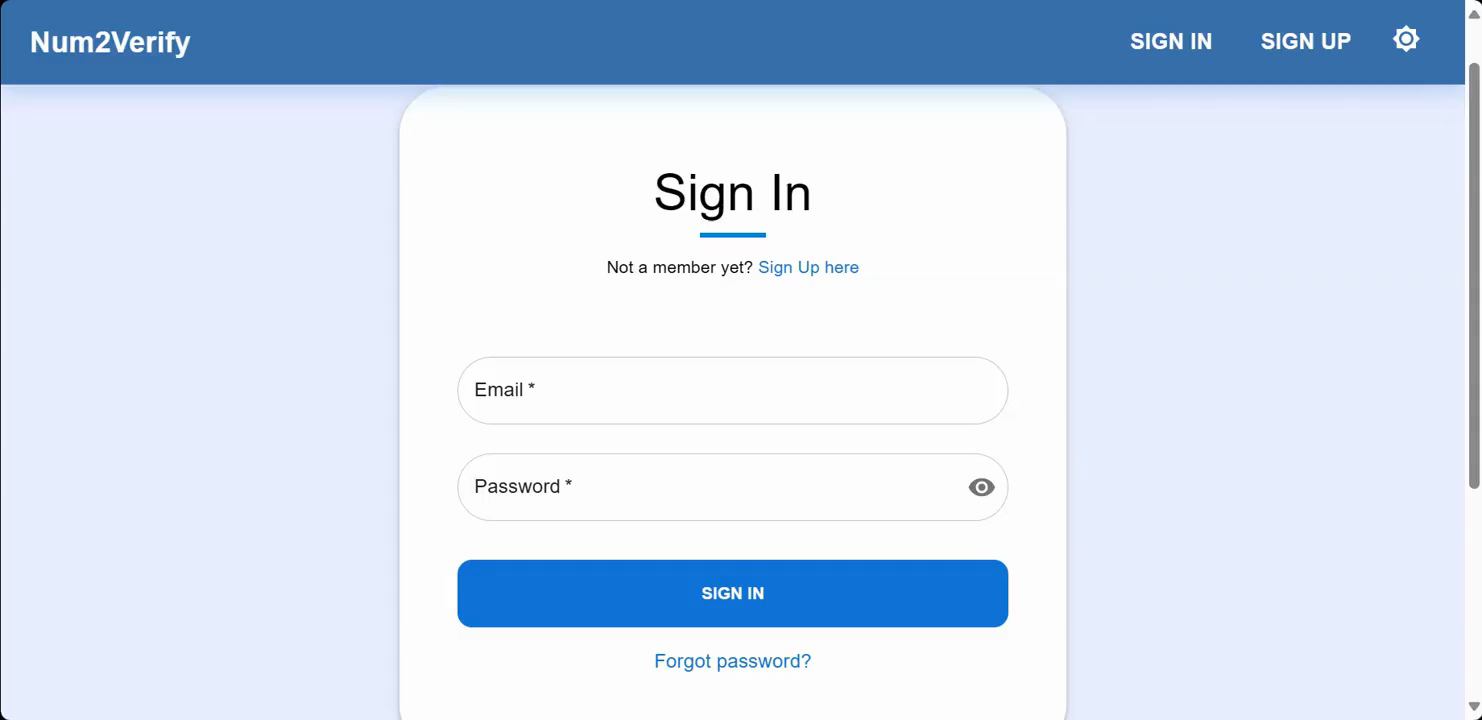 Num2Verify
SIGN IN
SIGN UP
Sign In
Not a member yet? Sign Up here
Email *
Password *
SIGN IN
Forgot password?